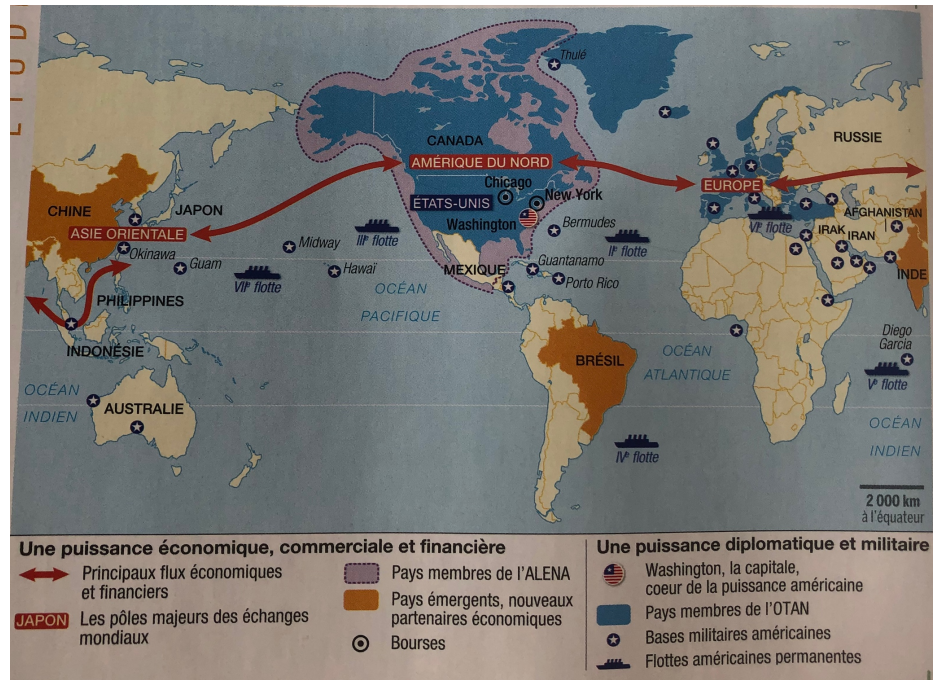 ETUD
Thulé
CANADA
RUSSIE
AMÉRIQUE DU NORD
Chicago
EUROPE
New York
ÉTATS-UNIS
CHINE
JAPON
Washington
Bermudes
AFGHANISTAN
VIe flotte
ASIE ORIENTALE
IIIe flotte
IIe flotte
IRAK
IRAN
Okinawa
Midway
Guam
Hawaï
MEXIQUE
Guantanamo
INDE
VIIe flotte
Porto Rico
PHILIPPINES
OCÉAN
PACIFIQUE
INDONÉSIE
BRÉSIL
OCÉAN
ATLANTIQUE
Diego
Garcia
Ve flotte
OCÉAN
INDIEN
AUSTRALIE
OCÉAN
INDIEN
IVe flotte
2 000 km
à l'équateur
Une puissance économique, commerciale et financière
Principaux flux économiques
et financiers
JAPON
Les pôles majeurs des échanges
mondiaux
Pays membres de l'ALENA
Pays émergents, nouveaux
partenaires économiques
Bourses
Une puissance diplomatique et militaire
Washington, la capitale,
coeur de la puissance américaine
Pays membres de l'OTAN
Bases militaires américaines
Flottes américaines permanentes